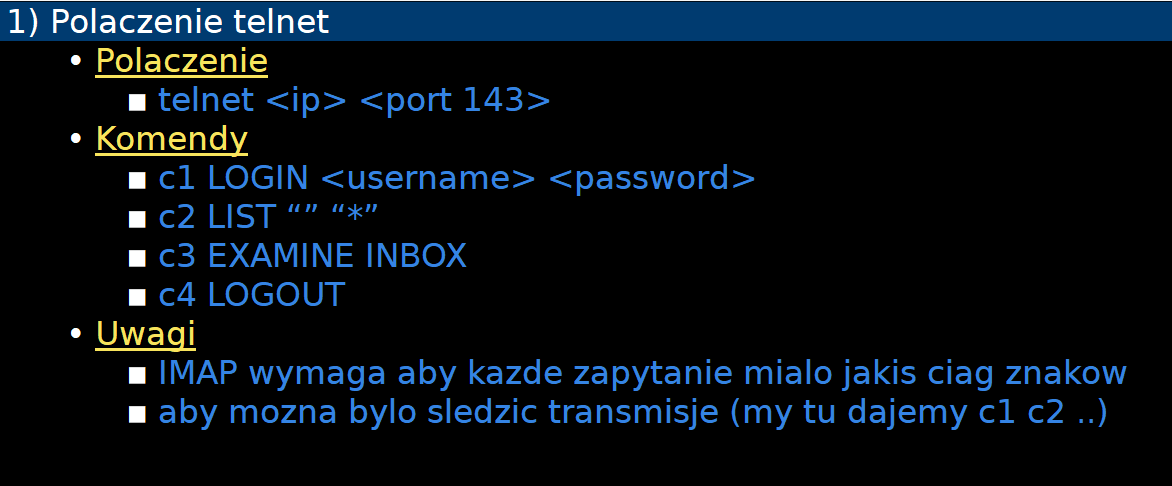 1) Polaczenie telnet
• Polaczenie
■ telnet <ip> <port 143>
• Komendy
■ c1 LOGIN <username> <password>
■ c2 LIST “” “*”
■ c3 EXAMINE INBOX
■ c4 LOGOUT
• Uwagi
■ IMAP wymaga aby kazde zapytanie mialo jakis ciag znakow
■ aby mozna bylo sledzic transmisje (my tu dajemy c1 c2 ..)